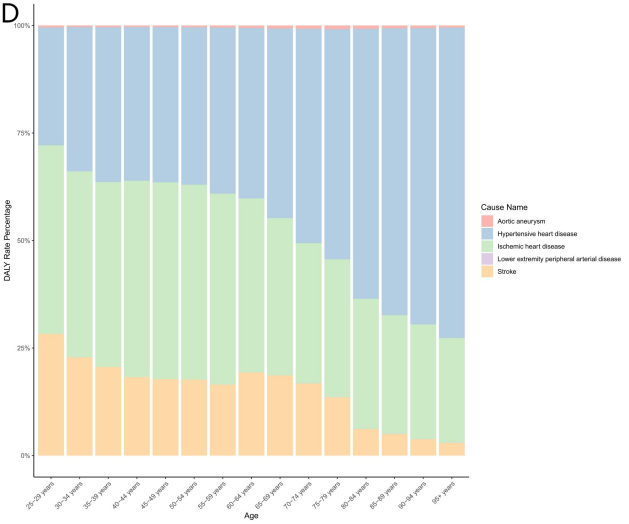 D
100%
75%
50%
25%
0%
DALY Rate Percentage
25−29 years
30−34 years
35−39 years
40−44 years
45−49 years
50−54 years
55−59 years
60−64 years
65−69 years
70−74 years
75−79 years
80−84 years
85−89 years
90−94 years
95+ years
Age
Cause Name
Aortic aneurysm
Hypertensive heart disease
Ischemic heart disease
Lower extremity peripheral arterial disease
Stroke